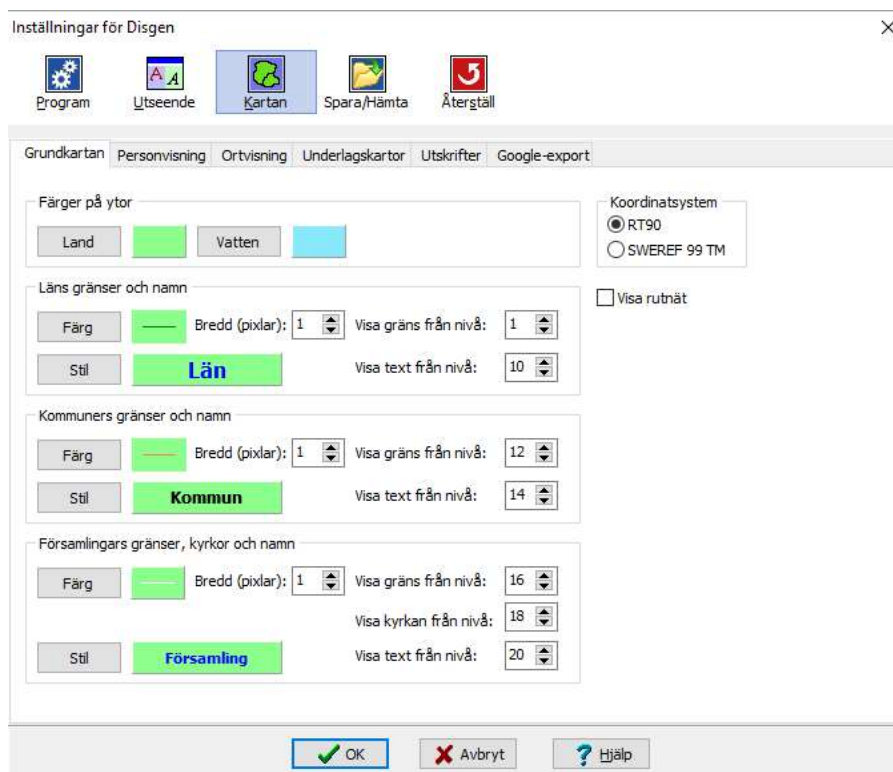 Inställningar för Disgen
Program Utseende Kartan Spara/Hämta Återställ
Grundkartan Personvisning Ortvisning Underlagskartor Utskrifter Google-export
Färger på ytor
Land Vatten
Koordinatsystem
RT90
SWEREF 99 TM
Visa rutnät
Läns gränser och namn
Färg Bredd (pixlar): 1 Visa gräns från nivå: 1
Stil Län Visa text från nivå: 10
Kommuners gränser och namn
Färg Bredd (pixlar): 1 Visa gräns från nivå: 12
Stil Kommun Visa text från nivå: 14
Församlingars gränser, kyrkor och namn
Färg Bredd (pixlar): 1 Visa gräns från nivå: 16
Visa kyrkan från nivå: 18
Stil Församling Visa text från nivå: 20
OK Avbryt Hjälp